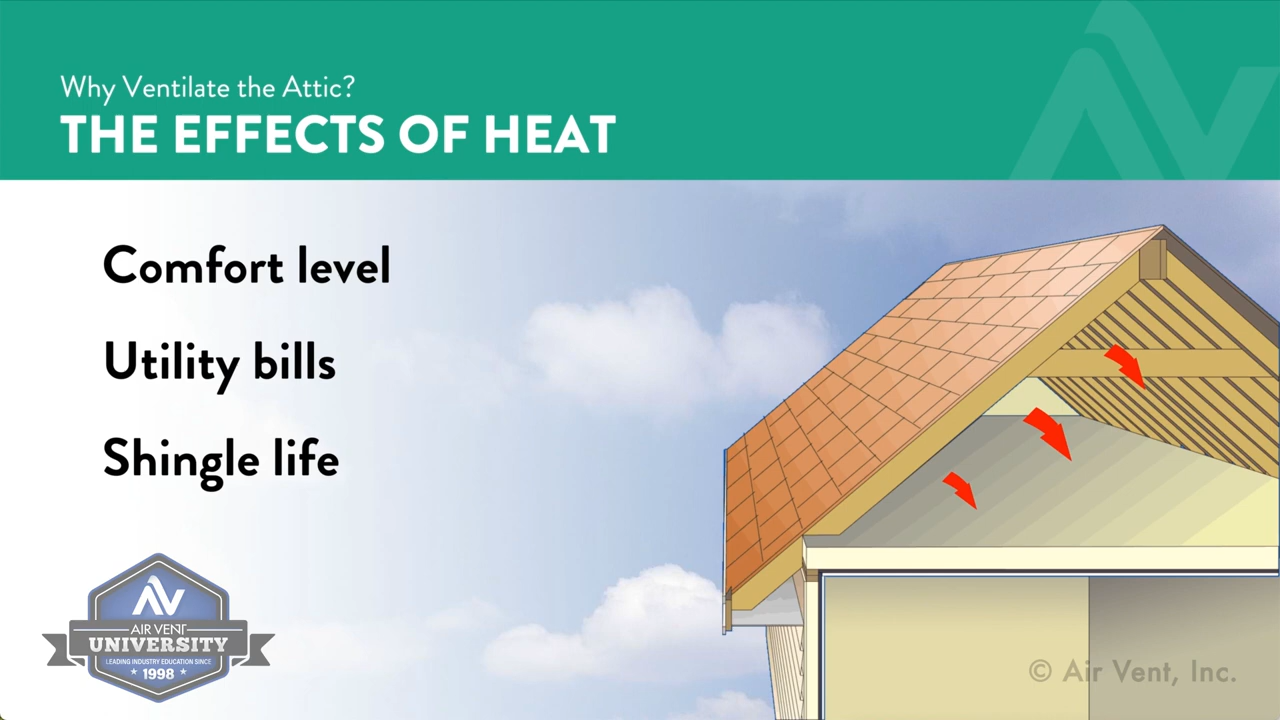 Why Ventilate the Attic?
THE EFFECTS OF HEAT
Comfort level
Utility bills
Shingle life
AIR VENT
UNIVERSITY
LEADING INDUSTRY EDUCATION SINCE
1998
© Air Vent, Inc.